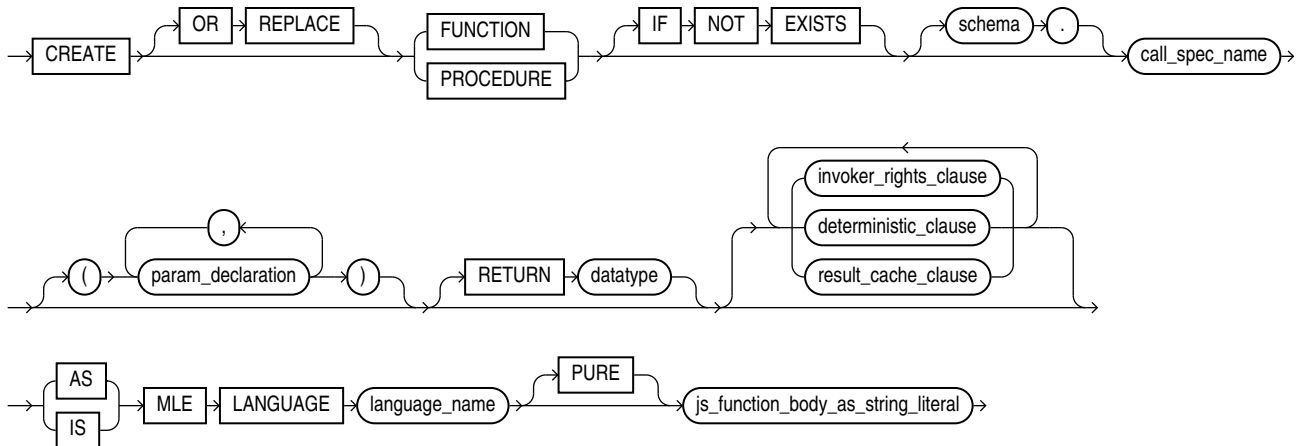 CREATE OR REPLACE FUNCTION PROCEDURE IF NOT EXISTS schema . call_spec_name
( param_declaration , ) RETURN datatype invoker_rights_clause deterministic_clause result_cache_clause
AS IS MLE LANGUAGE language_name PURE js_function_body_as_string_literal